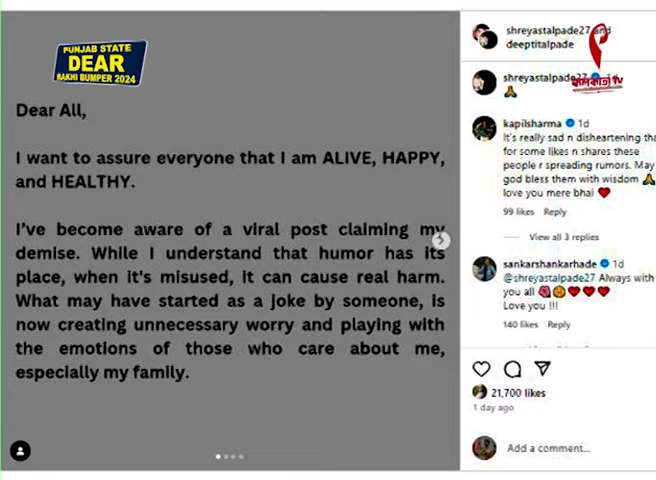 PUNJAB STATE
DEAR
RAKHI BUMPER 2024
Dear All,
I want to assure everyone that I am ALIVE, HAPPY,
and HEALTHY.
I've become aware of a viral post claiming my
demise. While I understand that humor has its
place, when it's misused, it can cause real harm.
What may have started as a joke by someone, is
now creating unnecessary worry and playing with
the emotions of those who care about me,
especially my family.
shreyastalpade27 and
deeptitalpade
shreyastalpade27 1d
কলকাতা TV
kapilsharma 1d
It's really sad n disheartening tha
for some likes n shares these
people r spreading rumors. May
god bless them with wisdom 🙏
love you mere bhai ❤️
99 likes Reply
View all 3 replies
sankarshankarhade 1d
@shreyastalpade27 Always with
you all
Love you !!!
140 likes Reply
21,700 likes
1 day ago
Add a comment...